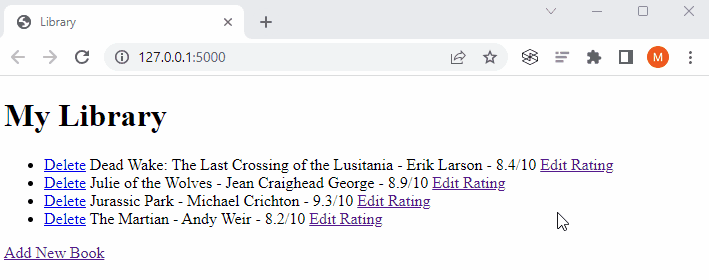 Library
127.0.0.1:5000
M
My Library
Delete Dead Wake: The Last Crossing of the Lusitania - Erik Larson - 8.4/10 Edit Rating
Delete Julie of the Wolves - Jean Craighead George - 8.9/10 Edit Rating
Delete Jurassic Park - Michael Crichton - 9.3/10 Edit Rating
Delete The Martian - Andy Weir - 8.2/10 Edit Rating
Add New Book